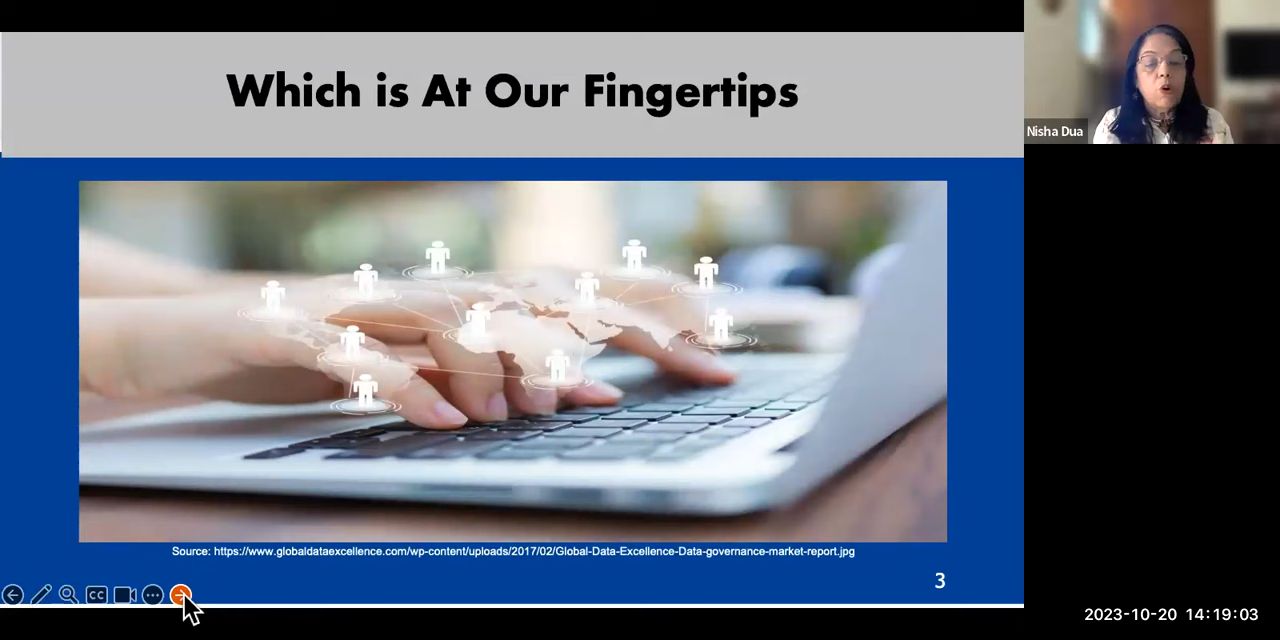 Which is At Our Fingertips
Nisha Dua
Source: https://www.globaldataexcellence.com/wp-content/uploads/2017/02/Global-Data-Excellence-Data-governance-market-report.jpg
3
CC
2023-10-20 14:19:03